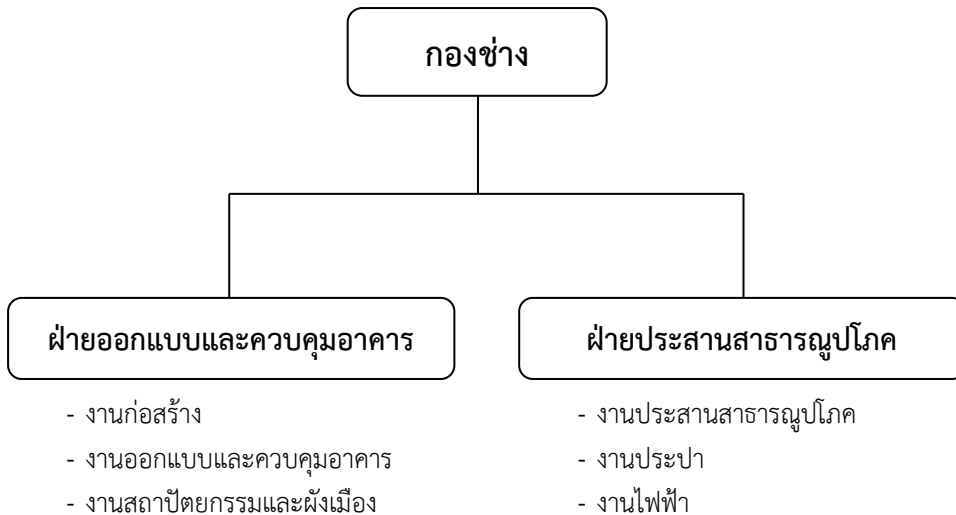 กองช่าง
ฝ่ายออกแบบและควบคุมอาคาร
- งานก่อสร้าง
- งานออกแบบและควบคุมอาคาร
- งานสถาปัตยกรรมและผังเมือง
ฝ่ายประสานสาธารณูปโภค
- งานประสานสาธารณูปโภค
- งานประปา
- งานไฟฟ้า